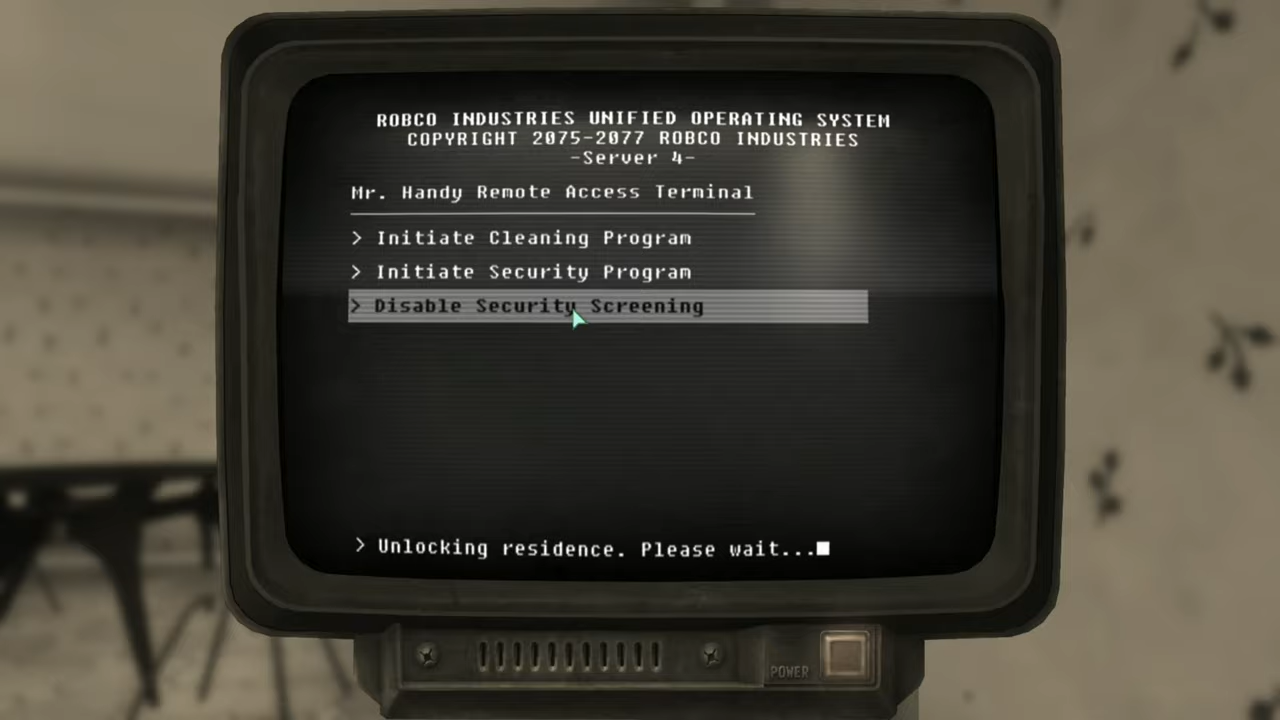 ROBCO INDUSTRIES UNIFIED OPERATING SYSTEM
COPYRIGHT 2075-2077 ROBCO INDUSTRIES
-Server 4-
Mr. Handy Remote Access Terminal
> Initiate Cleaning Program
> Initiate Security Program
> Disable Security Screening
> Unlocking residence. Please wait...
POWER